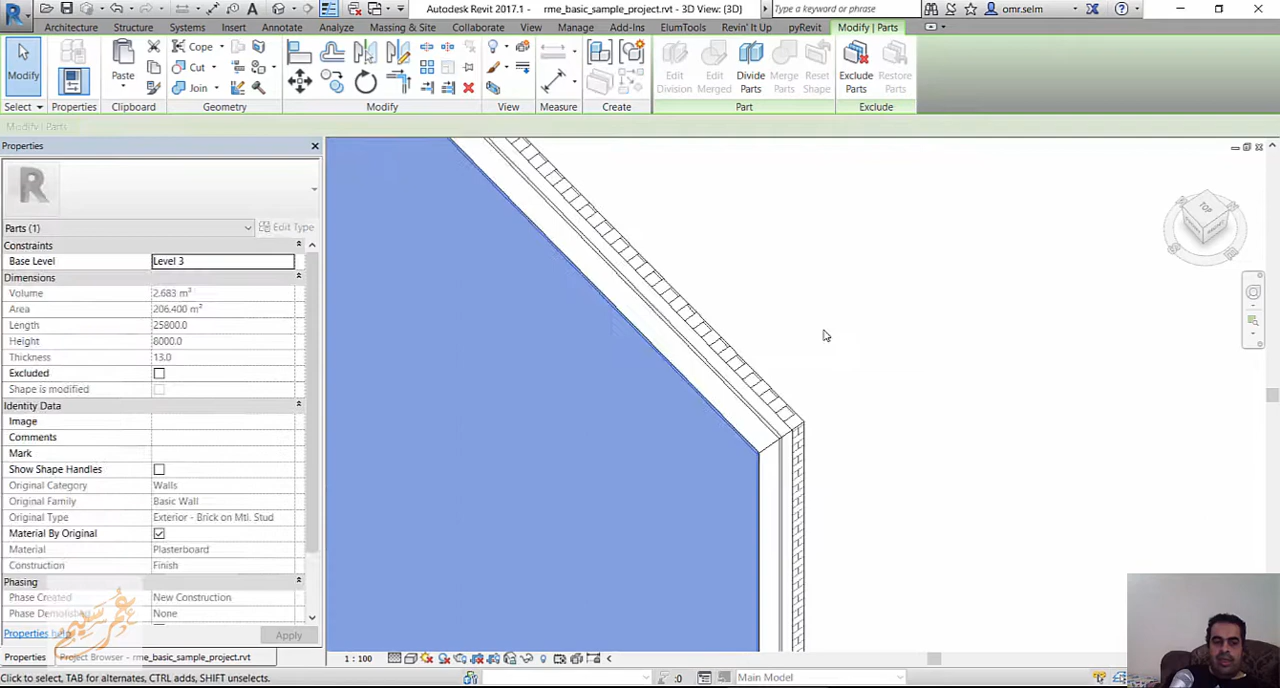 Autodesk Revit 2017.1 - rme_basic_sample_project.rvt - 3D View: {3D}
Type a keyword or phrase
omr.selm
Architecture Structure Systems Insert Annotate Analyze Massing & Site Collaborate View Manage Add-Ins ElumTools Revin' It Up pyRevit Modify | Parts
Modify
Paste
Cope
Cut
Join
Edit Division
Edit Merged
Divide Parts
Merge Parts
Reset Shape
Exclude Parts
Restore Parts
Select Properties Clipboard Geometry Modify View Measure Create Part Exclude
Modify | Parts
Properties
R
Parts (1)
Edit Type
Constraints
Base Level Level 3
Dimensions
Volume 2.683 m³
Area 206.400 m²
Length 25800.0
Height 8000.0
Thickness 13.0
Excluded
Shape is modified
Identity Data
Image
Comments
Mark
Show Shape Handles
Original Category Walls
Original Family Basic Wall
Original Type Exterior - Brick on Mtl. Stud
Material By Original
Material Plasterboard
Construction Finish
Phasing
Phase Created New Construction
Phase Demolished None
Properties help
Apply
عمر سليم
Properties Project Browser - rme_basic_sample_project.rvt
TOP
1 : 100
Click to select, TAB for alternates, CTRL adds, SHIFT unselects.
:0
Main Model